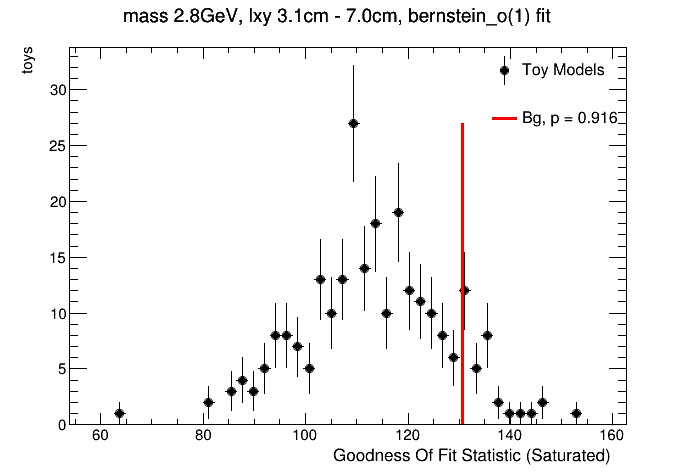 mass 2.8GeV, lxy 3.1cm - 7.0cm, bernstein_o(1) fit
toys
Toy Models
Bg, p = 0.916
30
25
20
15
10
5
0
60 80 100 120 140 160
Goodness Of Fit Statistic (Saturated)